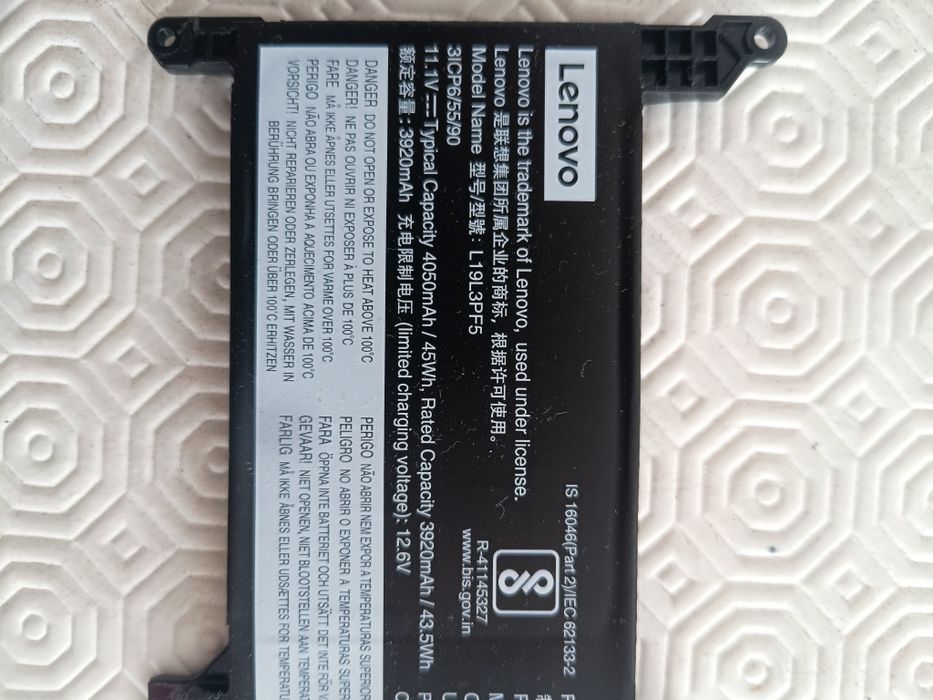 Lenovo
Lenovo is the trademark of Lenovo, used under license.
Lenovo 是联想集团所属企业的商标，根据许可使用。
Model Name 型号/型號：L19L3PF5
3ICP6/55/90
11.1V⎓Typical Capacity 4050mAh / 45Wh, Rated Capacity 3920mAh / 43.5Wh
额定容量：3920mAh 充电限制电压 (limited charging voltage): 12.6V
IS 16046(Part 2)/IEC 62133-2
R-41145327
www.bis.gov.in
DANGER DO NOT OPEN OR EXPOSE TO HEAT ABOVE 100°C
DANGER! NE PAS OUVRIR NI EXPOSER À PLUS DE 100°C
FARE MÅ IKKE ÅPNES ELLER UTSETTES FOR VARME OVER 100°C
PERIGO NÃO ABRA OU EXPONHA A AQUECIMENTO ACIMA DE 100°C
VORSICHT! NICHT REPARIEREN ODER ZERLEGEN, MIT WASSER IN
BERÜHRUNG BRINGEN ODER ÜBER 100°C ERHITZEN
PERIGO NÃO ABRIR NEM EXPOR A TEMPERATURAS SUPERIOR
PELIGRO NO ABRIR O EXPONER A TEMPERATURAS SUPER
FARA ÖPPNA INTE BATTERIET OCH UTSÄTT DET INTE FÖR V
GEVAAR! NIET OPENEN, NIET BLOOTSTELLEN AAN TEMPERA
FARLIG MÅ IKKE ÅBNES ELLER UDSÆTTES FOR TEMPERATU